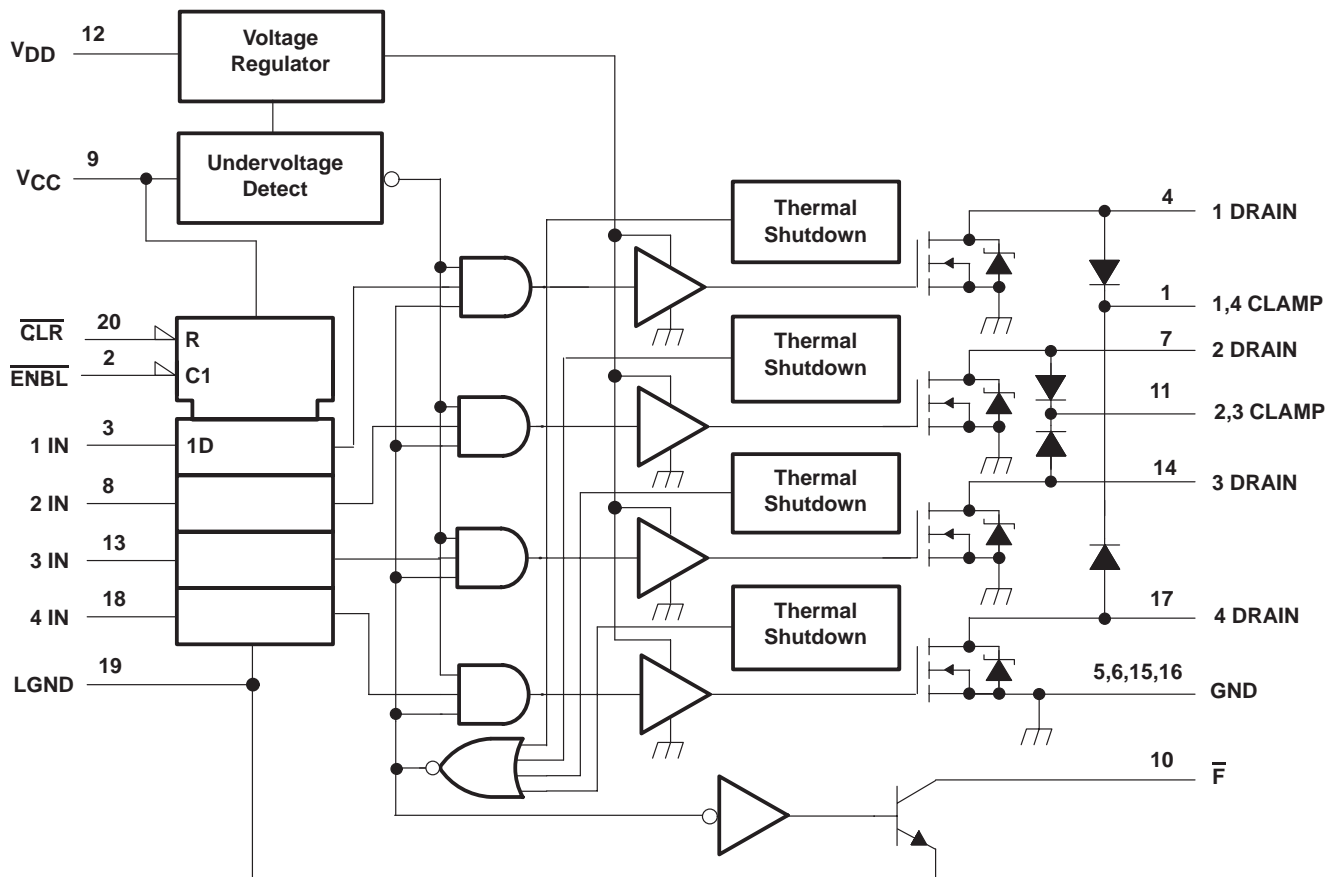 12
VDD
Voltage
Regulator
9
VCC
Undervoltage
Detect
Thermal
Shutdown
4
1 DRAIN
1
1,4 CLAMP
20
CLR
R
2
ENBL
C1
Thermal
Shutdown
7
2 DRAIN
11
2,3 CLAMP
3
1 IN
1D
8
2 IN
Thermal
Shutdown
14
3 DRAIN
13
3 IN
18
4 IN
Thermal
Shutdown
17
4 DRAIN
19
LGND
5,6,15,16
GND
10
F